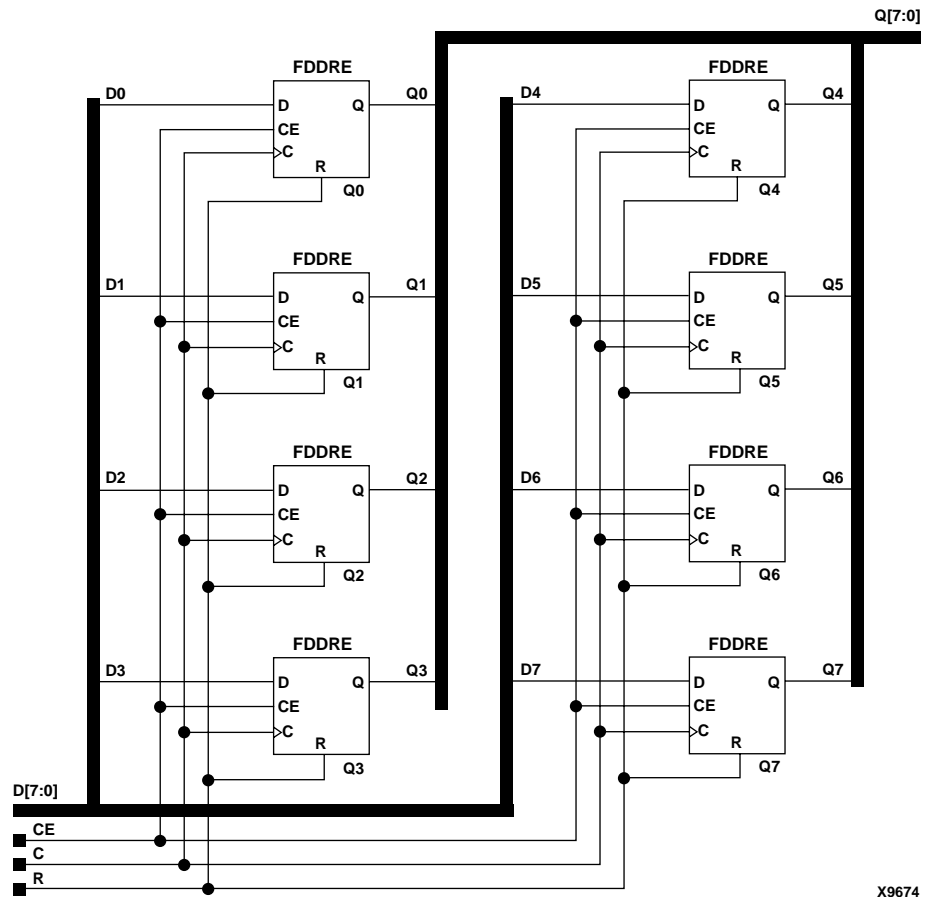 Q[7:0]
FDDRE
D0
D
Q
Q0
CE
C
R
Q0
FDDRE
D4
D
Q
Q4
CE
C
R
Q4
FDDRE
D1
D
Q
Q1
CE
C
R
Q1
FDDRE
D5
D
Q
Q5
CE
C
R
Q5
FDDRE
D2
D
Q
Q2
CE
C
R
Q2
FDDRE
D6
D
Q
Q6
CE
C
R
Q6
FDDRE
D3
D
Q
Q3
CE
C
R
Q3
FDDRE
D7
D
Q
Q7
CE
C
R
Q7
D[7:0]
CE
C
R
X9674